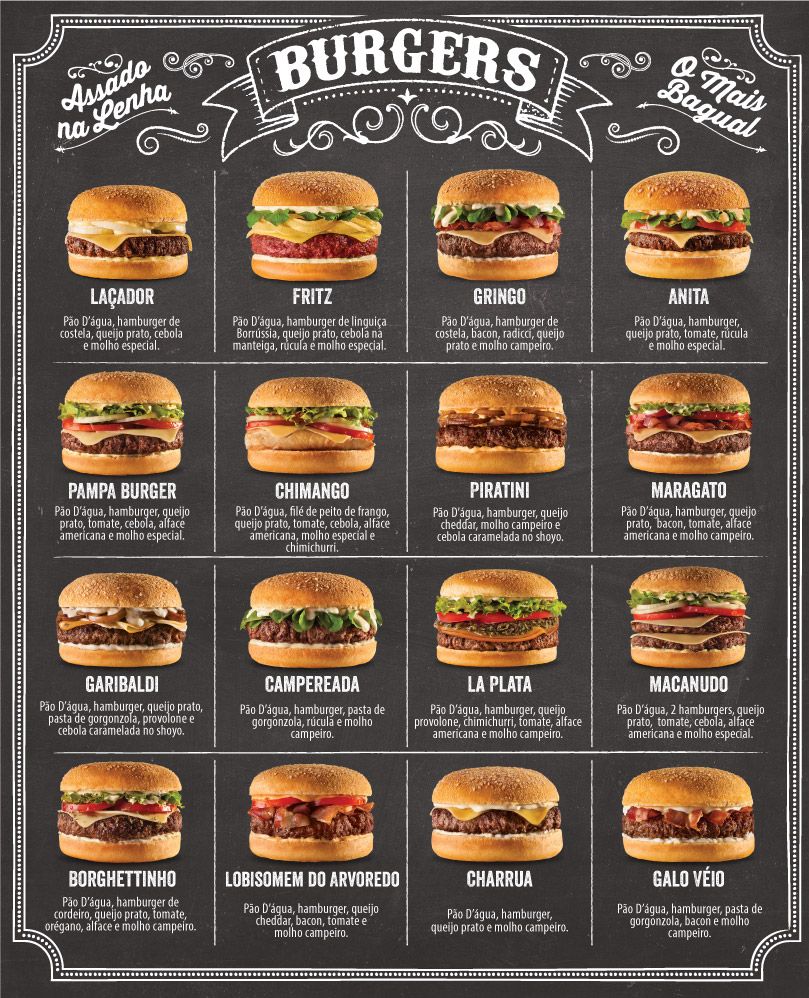 Assado
na Lenha
BURGERS
O Mais
Bagual
LAÇADOR
Pão D'água, hamburger de
costela, queijo prato, cebola
e molho especial.
FRITZ
Pão D'água, hamburger de linguiça
Borrússia, queijo prato, cebola na
manteiga, rúcula e molho especial.
GRINGO
Pão D'água, hamburger de
costela, bacon, radicci, queijo
prato e molho campeiro.
ANITA
Pão D'água, hamburger,
queijo prato, tomate, rúcula
e molho especial.
PAMPA BURGER
Pão D'água, hamburger, queijo
prato, tomate, cebola, alface
americana e molho especial.
CHIMANGO
Pão D'água, filé de peito de frango,
queijo prato, tomate, cebola, alface
americana, molho especial e
chimichurri.
PIRATINI
Pão D'água, hamburger, queijo
cheddar, molho campeiro e
cebola caramelada no shoyo.
MARAGATO
Pão D'água, hamburger, queijo
prato, bacon, tomate, alface
americana e molho campeiro.
GARIBALDI
Pão D'água, hamburger, queijo prato,
pasta de gorgonzola, provolone e
cebola caramelada no shoyo.
CAMPEREADA
Pão D'água, hamburger, pasta de
gorgonzola, rúcula e molho
campeiro.
LA PLATA
Pão D'água, hamburger, queijo
provolone, chimichurri, tomate, alface
americana e molho campeiro.
MACANUDO
Pão D'água, 2 hamburgers, queijo
prato, tomate, cebola, alface
americana e molho especial.
BORGHETTINHO
Pão D'água, hamburger de
cordeiro, queijo prato, tomate,
orégano, alface e molho campeiro.
LOBISOMEM DO ARVOREDO
Pão D'água, hamburger, queijo
cheddar, bacon, tomate e
molho campeiro.
CHARRUA
Pão D'água, hamburger,
queijo prato e molho campeiro.
GALO VÉIO
Pão D'água, hamburger, pasta de
gorgonzola, bacon e molho
campeiro.